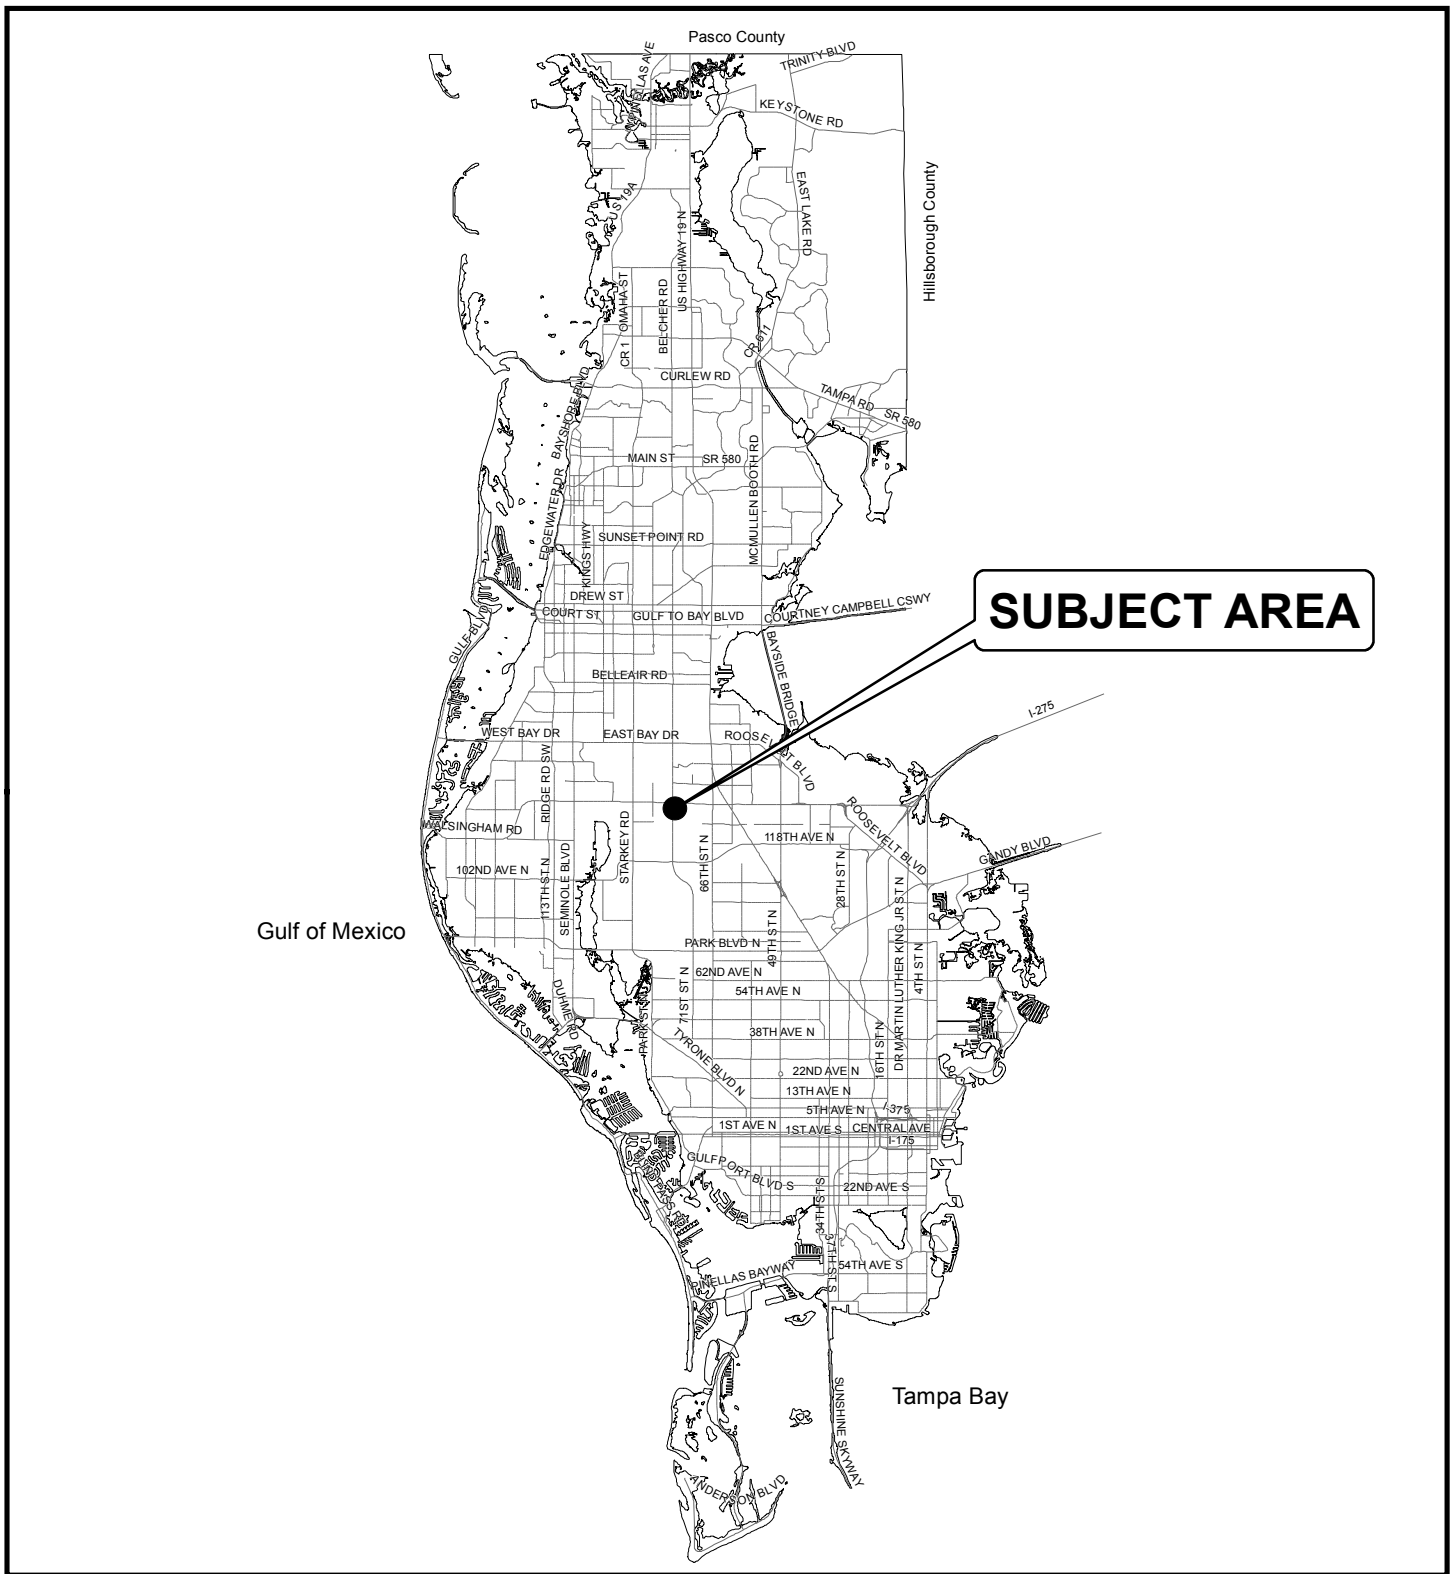 Pasco County
TRINITY BLVD
KEYSTONE RD
Hillsborough County
EAST LAKE RD
US 19A
US HIGHWAY 19 N
OMAHA ST
CR 1
BELCHER RD
CR 611
CURLEW RD
TAMPA RD
SR 580
BAYSHORE BLVD
MAIN ST
SR 580
MCMULLEN BOOTH RD
EDGEWATER DR
KINGS HWY
SUNSET POINT RD
DREW ST
COURT ST
GULF TO BAY BLVD
COURTNEY CAMPBELL CSWY
SUBJECT AREA
GULF BLVD
BAYSIDE BRIDGE
BELLEAIR RD
I-275
WEST BAY DR
EAST BAY DR
ROOSEVELT BLVD
RIDGE RD SW
WALSINGHAM RD
STARKEY RD
ROOSEVELT BLVD
118TH AVE N
GANDY BLVD
102ND AVE N
113TH ST N
SEMINOLE BLVD
66TH ST N
28TH ST N
DR MARTIN LUTHER KING JR ST N
Gulf of Mexico
PARK BLVD N
49TH ST N
4TH ST N
62ND AVE N
54TH AVE N
71ST ST N
DUHME RD
PARK ST N
38TH AVE N
TYRONE BLVD N
16TH ST N
22ND AVE N
13TH AVE N
5TH AVE N
I-375
1ST AVE N
1ST AVE S
CENTRAL AVE
I-175
GULFPORT BLVD S
22ND AVE S
34TH ST S
37TH ST S
54TH AVE S
PINELLAS BAYWAY
SUNSHINE SKYWAY
Tampa Bay
ANDERSON BLVD